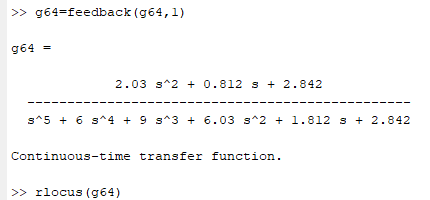 >> g64=feedback(g64,1)
g64 =
2.03 s^2 + 0.812 s + 2.842
-------------------------------------------------
s^5 + 6 s^4 + 9 s^3 + 6.03 s^2 + 1.812 s + 2.842
Continuous-time transfer function.
>> rlocus(g64)